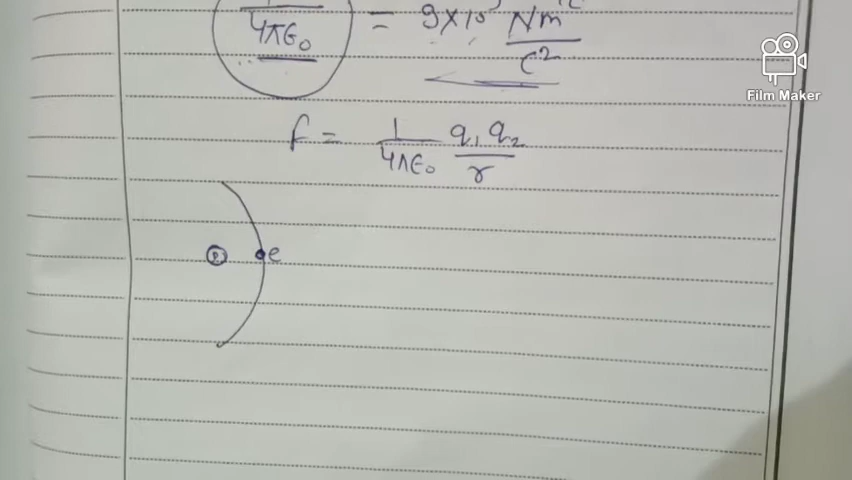 1/4πϵ₀ = 9×10⁹ Nm²/C²
Film Maker
f = 1/4πϵ₀ q₁q₂/r
e